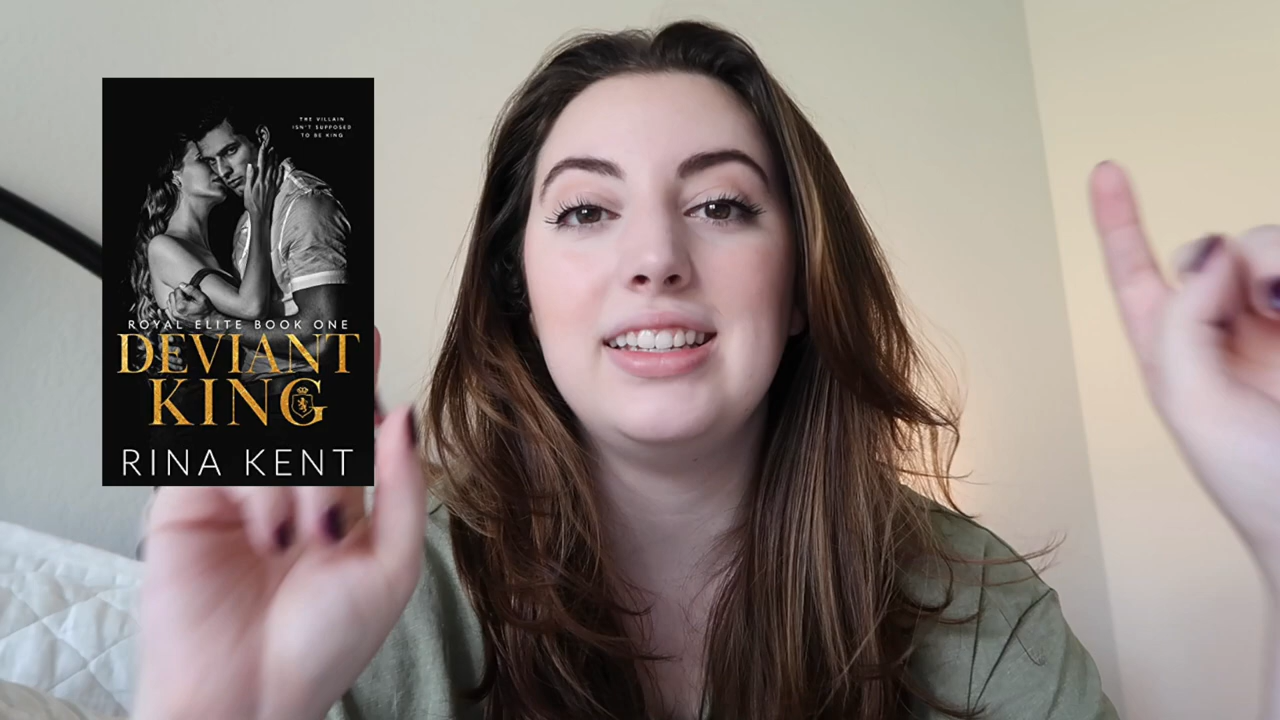 THE VILLAIN
ISN'T SUPPOSED
TO BE KING
ROYAL ELITE BOOK ONE
DEVIANT
KING
RINA KENT